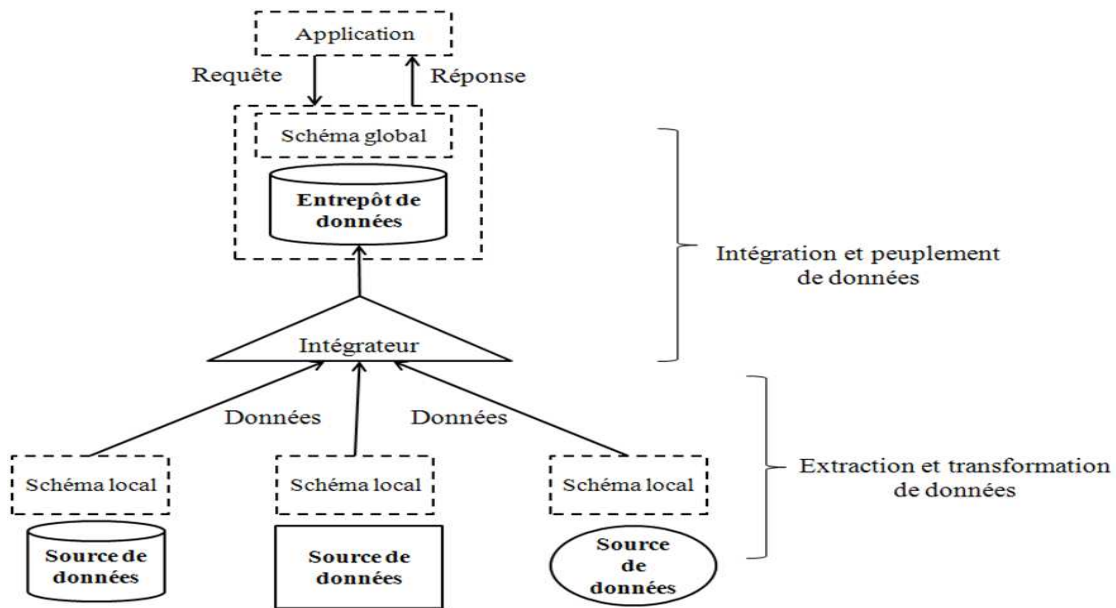 Application
Requête
Réponse
Schéma global
Entrepôt de
données
Intégration et peuplement
de données
Intégrateur
Données
Données
Extraction et transformation
de données
Schéma local
Schéma local
Schéma local
Source de
données
Source de
données
Source
de
données